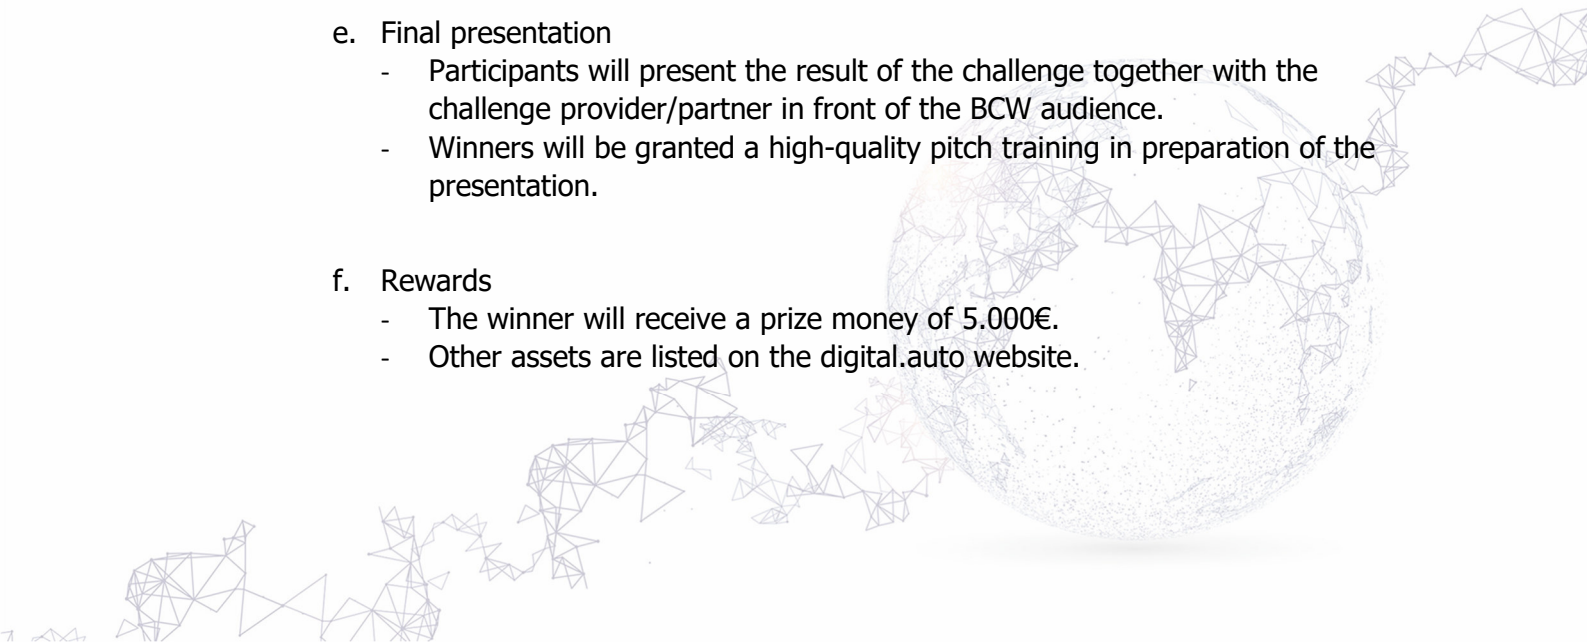 e. Final presentation
- Participants will present the result of the challenge together with the
challenge provider/partner in front of the BCW audience.
- Winners will be granted a high-quality pitch training in preparation of the
presentation.
f. Rewards
- The winner will receive a prize money of 5.000€.
- Other assets are listed on the digital.auto website.